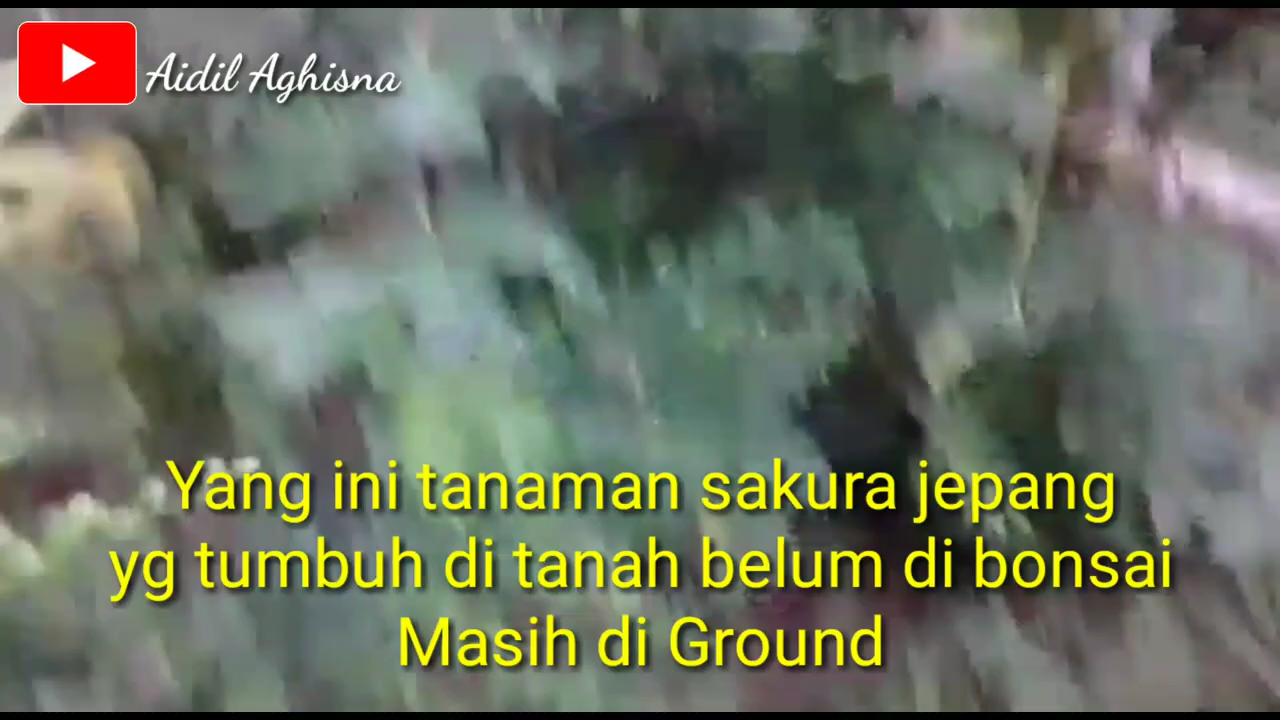 Aidil Aghisna
Yang ini tanaman sakura jepang
yg tumbuh di tanah belum di bonsai
Masih di Ground